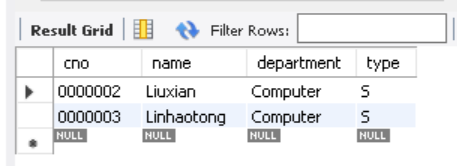 Result Grid Filter Rows:
cno name department type
0000002 Liuxian Computer S
0000003 Linhaotong Computer S
NULL NULL NULL NULL